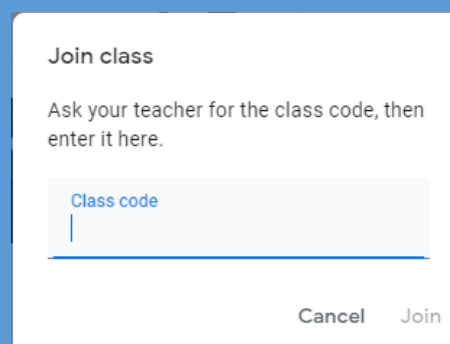 Join class
Ask your teacher for the class code, then
enter it here.
Class code
Cancel Join